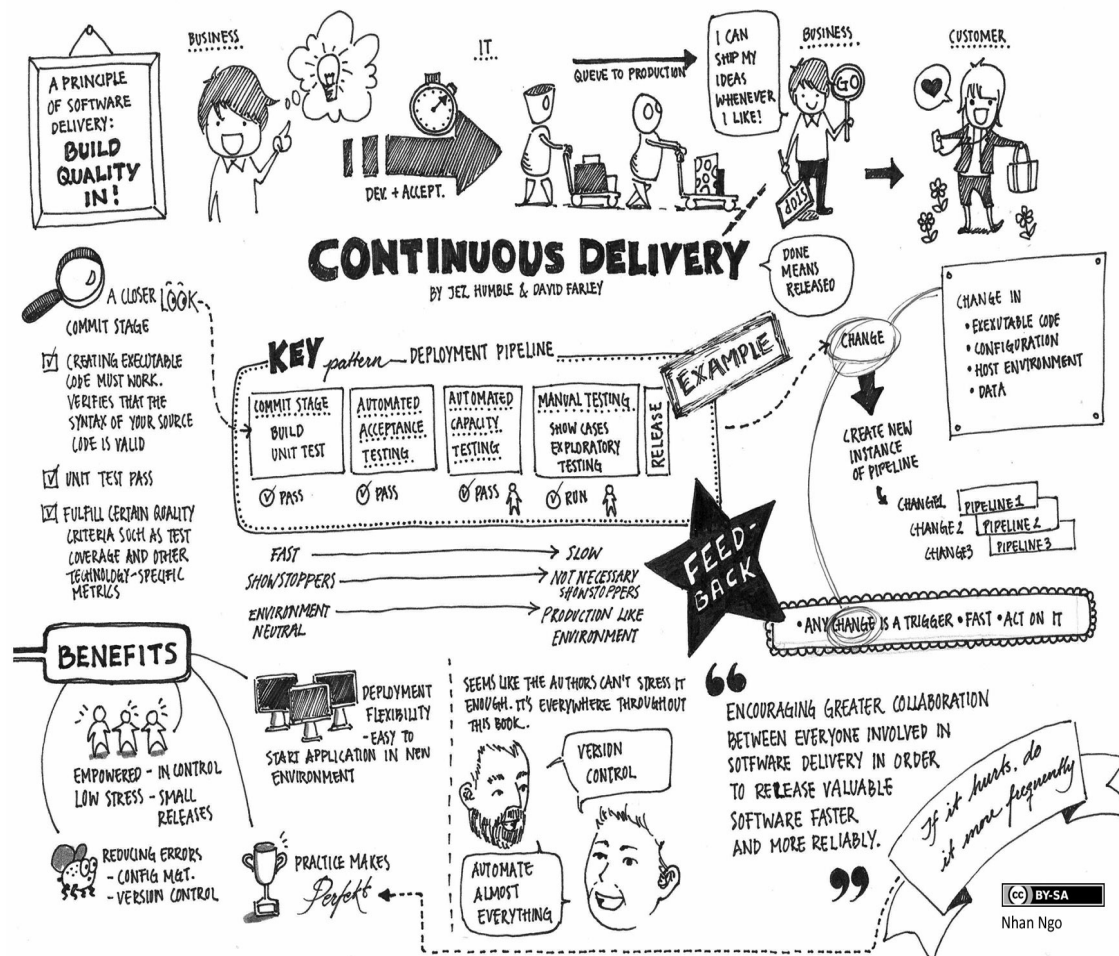 A PRINCIPLE
OF SOFTWARE
DELIVERY:
BUILD
QUALITY
IN!
BUSINESS
IT
DEV. + ACCEPT.
QUEUE TO PRODUCTION
I CAN
SHIP MY
IDEAS
WHENEVER
I LIKE!
BUSINESS
GO
STOP
CUSTOMER
CONTINUOUS DELIVERY
BY JEZ HUMBLE & DAVID FARLEY
DONE
MEANS
RELEASED
A CLOSER LOOK
COMMIT STAGE
CREATING EXECUTABLE
CODE MUST WORK.
VERIFIES THAT THE
SYNTAX OF YOUR SOURCE
CODE IS VALID
UNIT TEST PASS
FULFILL CERTAIN QUALITY
CRITERIA SUCH AS TEST
COVERAGE AND OTHER
TECHNOLOGY-SPECIFIC
METRICS
KEY pattern DEPLOYMENT PIPELINE
EXAMPLE
COMMIT STAGE
BUILD
UNIT TEST
PASS
AUTOMATED
ACCEPTANCE
TESTING
PASS
AUTOMATED
CAPACITY
TESTING
PASS
MANUAL TESTING
SHOW CASES
EXPLORATORY
TESTING
RUN
RELEASE
FAST SLOW
SHOWSTOPPERS NOT NECESSARY
SHOWSTOPPERS
ENVIRONMENT
NEUTRAL
PRODUCTION LIKE
ENVIRONMENT
FEED-
BACK
CHANGE
CHANGE IN
• EXEXUTABLE CODE
• CONFIGURATION
• HOST ENVIRONMENT
• DATA
CREATE NEW
INSTANCE
OF PIPELINE
CHANGE1 PIPELINE1
CHANGE2 PIPELINE2
CHANGE3 PIPELINE3
• ANY CHANGE IS A TRIGGER • FAST • ACT ON IT
BENEFITS
EMPOWERED - IN CONTROL
LOW STRESS - SMALL
RELEASES
REDUCING ERRORS
- CONFIG MGT.
- VERSION CONTROL
DEPLOYMENT
FLEXIBILITY
- EASY TO
START APPLICATION IN NEW
ENVIRONMENT
PRACTICE MAKES
Perfekt
SEEMS LIKE THE AUTHORS CAN'T STRESS IT
ENOUGH. IT'S EVERYWHERE THROUGHOUT
THIS BOOK.
VERSION
CONTROL
AUTOMATE
ALMOST
EVERYTHING
“
ENCOURAGING GREATER COLLABORATION
BETWEEN EVERYONE INVOLVED IN
SOFTWARE DELIVERY IN ORDER
TO RELEASE VALUABLE
SOFTWARE FASTER
AND MORE RELIABLY.
”
If it hurts, do
it more frequently
cc BY-SA
Nhan Ngo